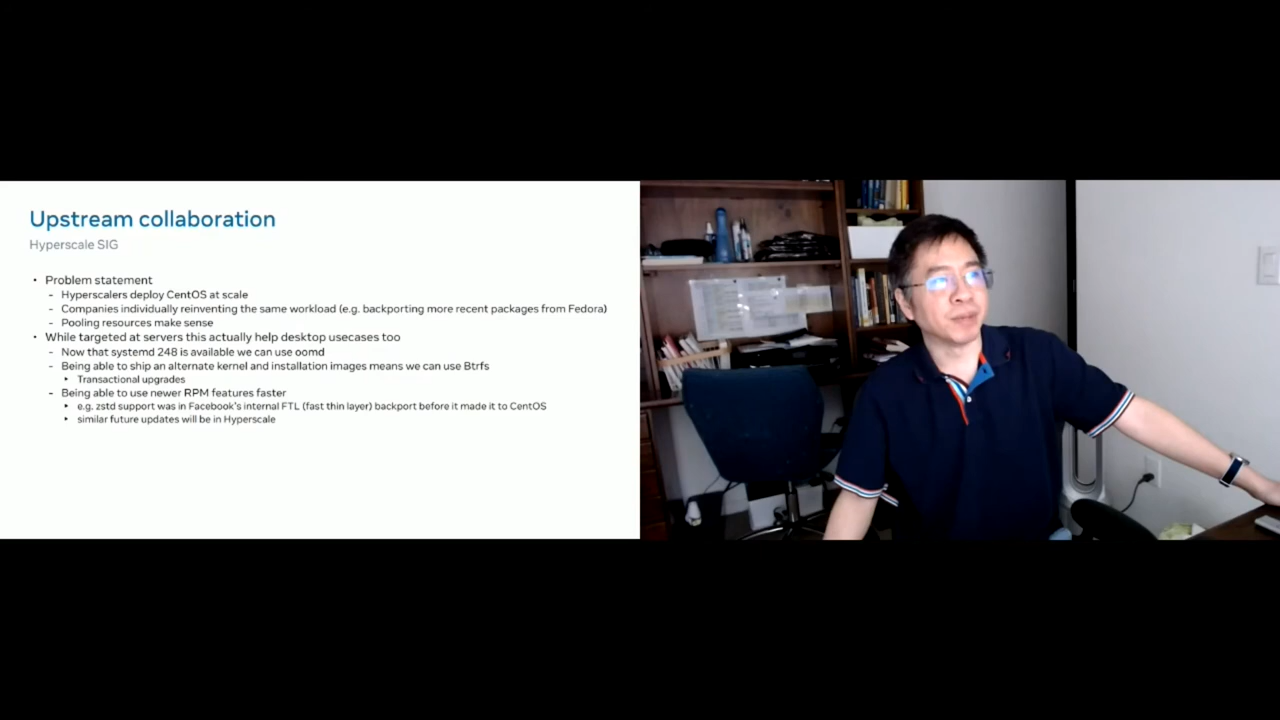 Upstream collaboration
Hyperscale SIG
• Problem statement
- Hyperscalers deploy CentOS at scale
- Companies individually reinventing the same workload (e.g. backporting more recent packages from Fedora)
- Pooling resources make sense
• While targeted at servers this actually help desktop usecases too
- Now that systemd 248 is available we can use oomd
- Being able to ship an alternate kernel and installation images means we can use Btrfs
‣ Transactional upgrades
- Being able to use newer RPM features faster
‣ e.g. zstd support was in Facebook's internal FTL (fast thin layer) backport before it made it to CentOS
‣ similar future updates will be in Hyperscale